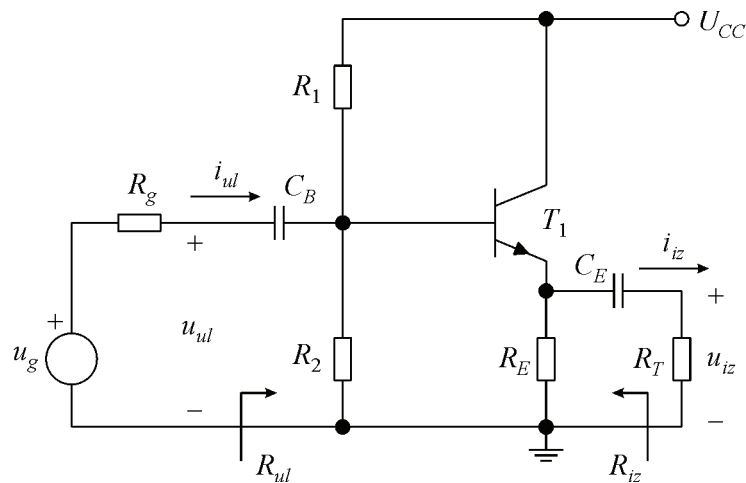 U_CC
R_1
i_ul
R_g
C_B
T_1
i_iz
C_E
+
+
+
u_ul
u_g
R_2
R_E
R_T
u_iz
−
−
R_ul
R_iz